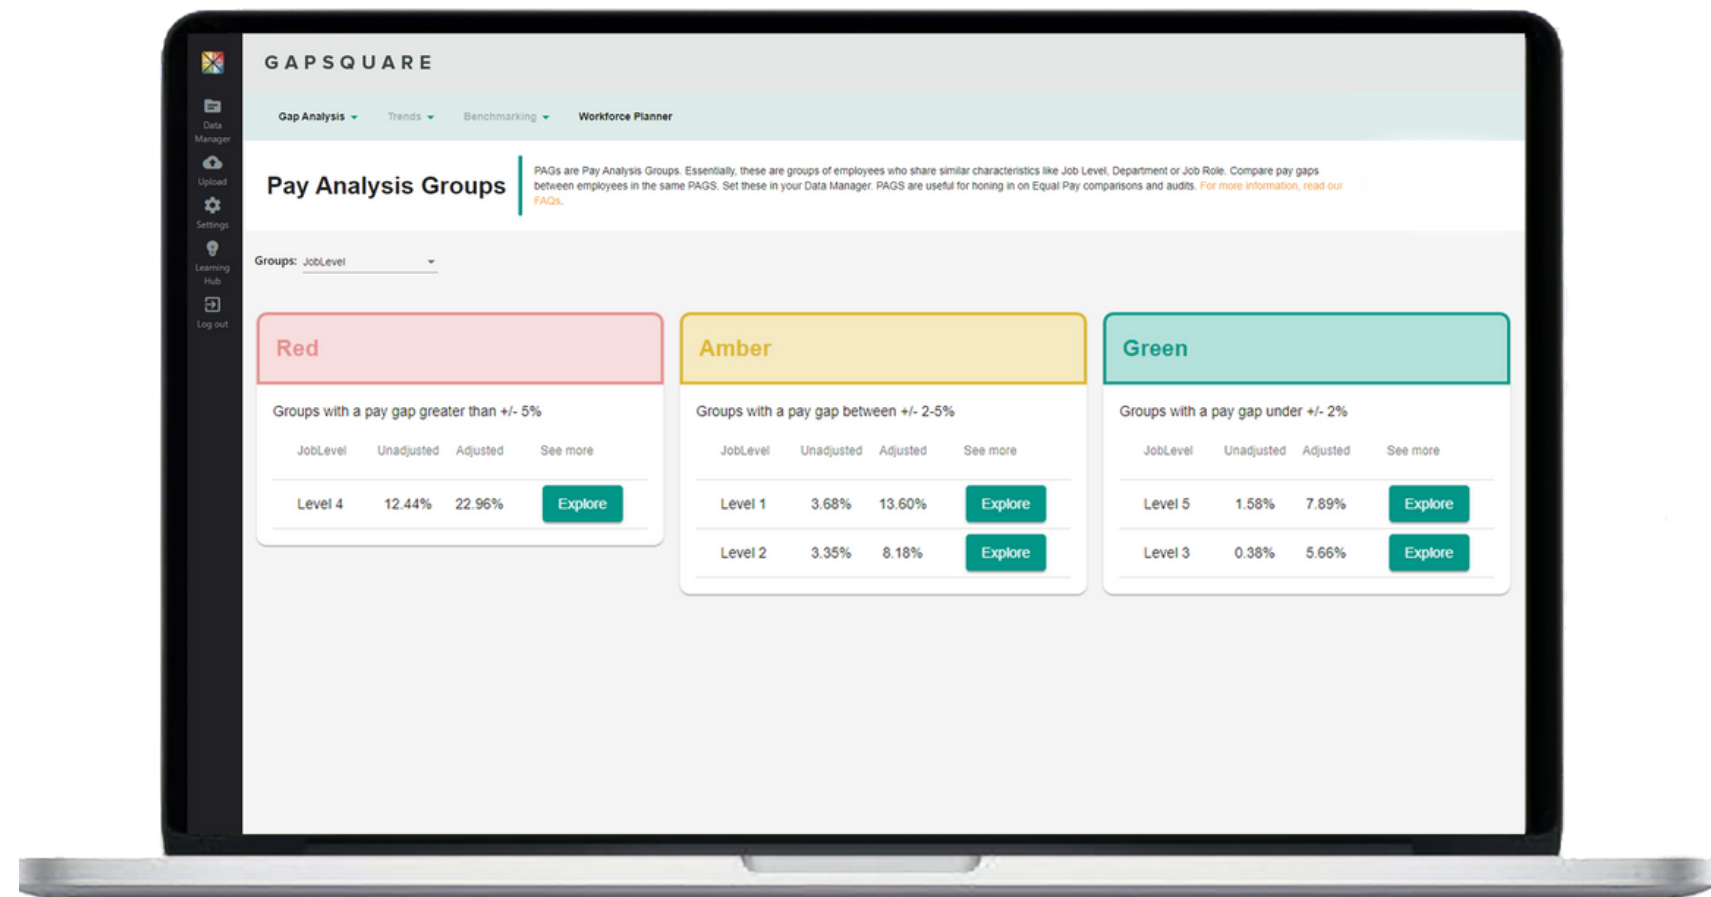 GAPSQUARE
Data
Manager
Upload
Settings
Learning
Hub
Log out
Gap Analysis
Trends
Benchmarking
Workforce Planner
Pay Analysis Groups
PAGs are Pay Analysis Groups. Essentially, these are groups of employees who share similar characteristics like Job Level, Department or Job Role. Compare pay gaps
between employees in the same PAGS. Set these in your Data Manager. PAGS are useful for honing in on Equal Pay comparisons and audits. For more information, read our
FAQs.
Groups: JobLevel
Red
Groups with a pay gap greater than +/- 5%
JobLevel Unadjusted Adjusted See more
Level 4 12.44% 22.96% Explore
Amber
Groups with a pay gap between +/- 2-5%
JobLevel Unadjusted Adjusted See more
Level 1 3.68% 13.60% Explore
Level 2 3.35% 8.18% Explore
Green
Groups with a pay gap under +/- 2%
JobLevel Unadjusted Adjusted See more
Level 5 1.58% 7.89% Explore
Level 3 0.38% 5.66% Explore